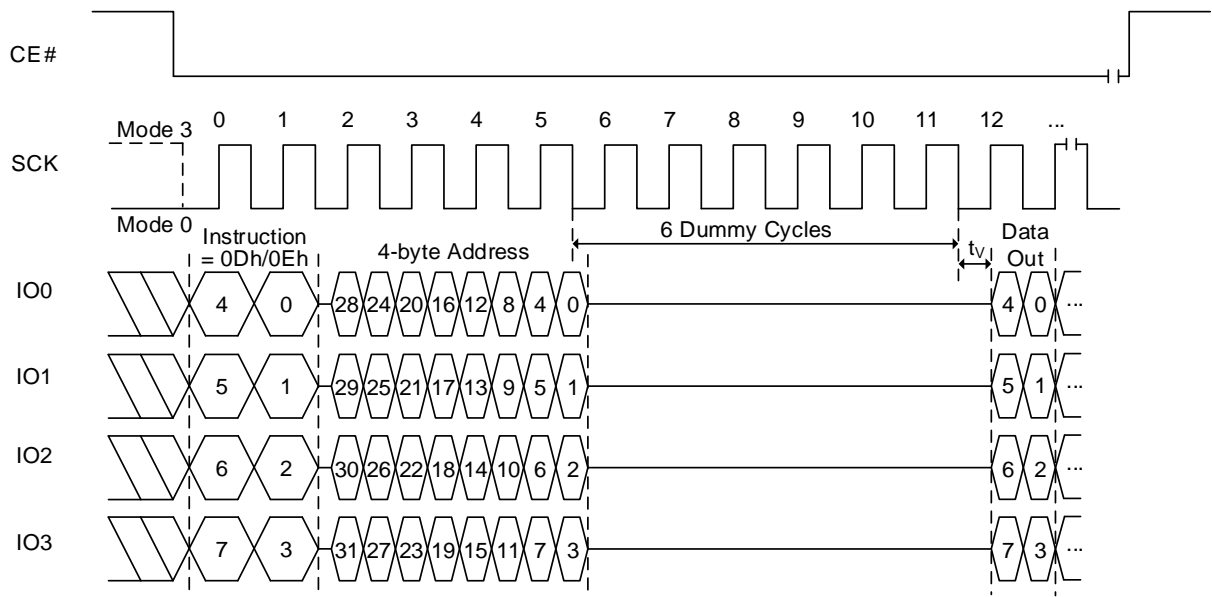 CE#
0 1 2 3 4 5 6 7 8 9 10 11 12 ...
Mode 3
SCK
Mode 0
6 Dummy Cycles
Instruction
= 0Dh/0Eh
4-byte Address
tV
Data
Out
IO0 4 0 28 24 20 16 12 8 4 0 4 0 ...
IO1 5 1 29 25 21 17 13 9 5 1 5 1 ...
IO2 6 2 30 26 22 18 14 10 6 2 6 2 ...
IO3 7 3 31 27 23 19 15 11 7 3 7 3 ...